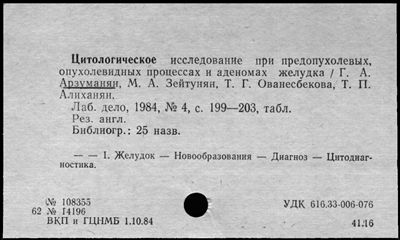 Цитологическое исследование при предопухолевых,
опухолевидных процессах и аденомах желудка / Г. А.
Арзуманян, М. А. Зейтунян, Т. Г. Ованесбекова, Т. П.
Алиханян.
Лаб. дело, 1984, № 4, с. 199—203, табл.
Рез. англ.
Библиогр.: 25 назв.
— — 1. Желудок — Новообразования — Диагноз — Цитодиаг-
ностика.
№ 108355
62 № 14196
ВКП и ГЦНМБ 1.10.84
УДК 616.33-006-076
41.16